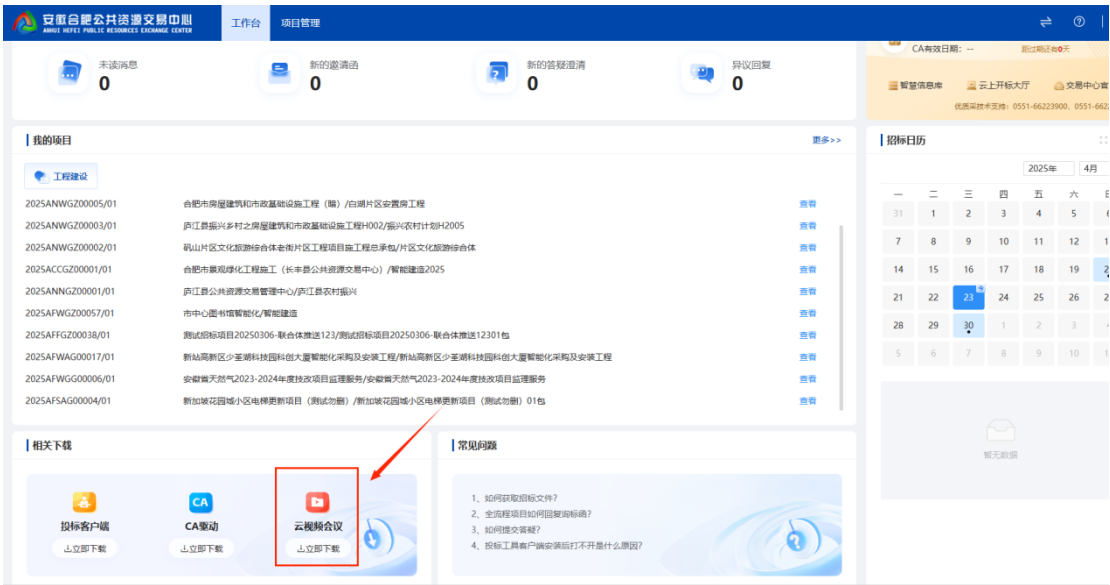 安徽合肥公共资源交易中心
ANHUI HEFEI PUBLIC RESOURCES EXCHANGE CENTER
工作台
项目管理
未读消息
0
新的邀请函
0
新的答疑澄清
0
异议回复
0
CA有效日期: --
距过期还有0天
智慧信息库
云上开标大厅
交易中心官
优质采技术支持: 0551-66223900、0551-662
我的项目
更多>>
工程建设
2025ANWGZ00005/01 合肥市房屋建筑和市政基础设施工程（暗）/白湖片区安置房工程 查看
2025ANWGZ00003/01 庐江县振兴乡村之房屋建筑和市政基础设施工程H002/振兴农村计划H2005 查看
2025ANWGZ00002/01 矾山片区文化旅游综合体老街片区工程项目施工工程总承包/片区文化旅游综合体 查看
2025ACCGZ00001/01 合肥市景观绿化工程施工（长丰县公共资源交易中心）/智能建造2025 查看
2025ANNGZ00001/01 庐江县公共资源交易管理中心/庐江县农村振兴 查看
2025AFWGZ00057/01 市中心图书馆智能化/智能建造 查看
2025AFFGZ00038/01 测试招标项目20250306-联合体推送123/测试招标项目20250306-联合体推送12301包 查看
2025AFWAG00017/01 新站高新区少荃湖科技园科创大厦智能化采购及安装工程/新站高新区少荃湖科技园科创大厦智能化采购及安装工程 查看
2025AFWGG00006/01 安徽省天然气2023-2024年度技改项目监理服务/安徽省天然气2023-2024年度技改项目监理服务 查看
2025AFSAG00004/01 新加坡花园城小区电梯更新项目（测试勿删）/新加坡花园城小区电梯更新项目（测试勿删）01包 查看
招标日历
2025年 4月
一 二 三 四 五 六
31 1 2 3 4 5 6
7 8 9 10 11 12
14 15 16 17 18 19
21 22 23 今 24 25 26
28 29 30 1 2 3
5 6 7 8 9 10
暂无数据
相关下载
投标客户端
立即下载
CA
CA驱动
立即下载
云视频会议
立即下载
常见问题
1、如何获取招标文件?
2、全流程项目如何回复询标函?
3、如何提交答疑?
4、投标工具客户端安装后打不开是什么原因?